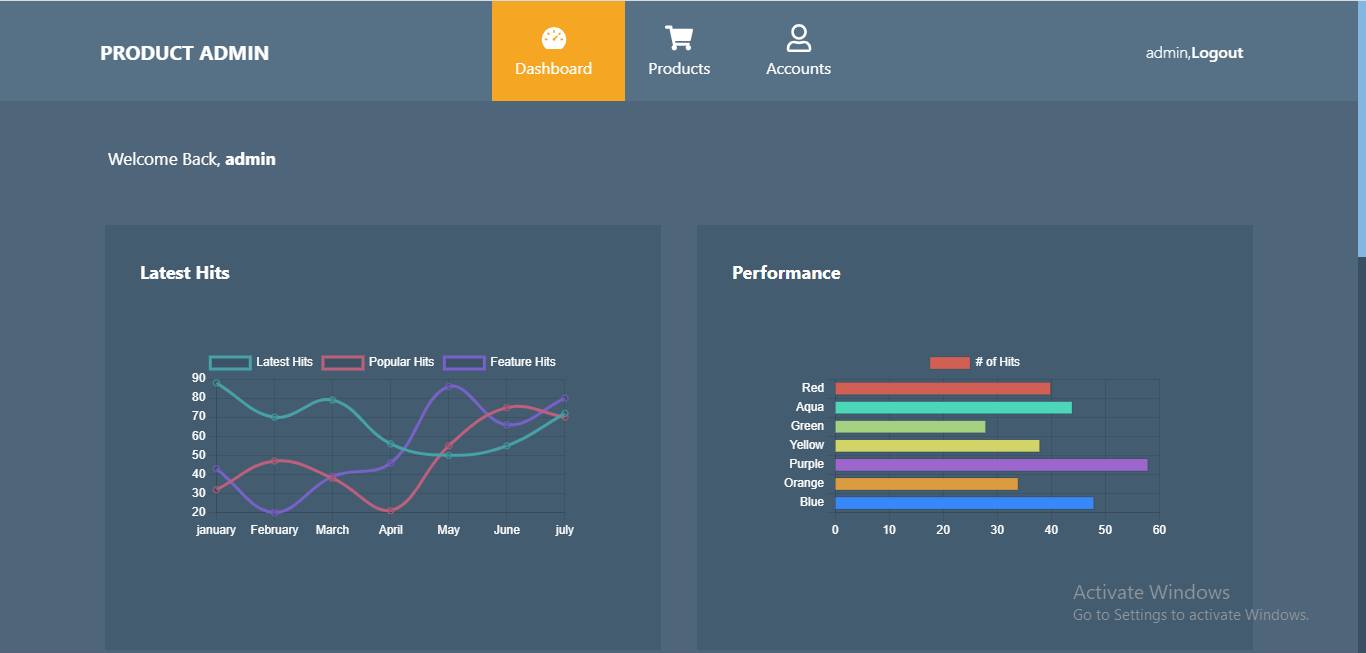 PRODUCT ADMIN
Dashboard
Products
Accounts
admin,Logout
Welcome Back, admin
Latest Hits
Latest Hits Popular Hits Feature Hits
90
80
70
60
50
40
30
20
january February March April May June july
Performance
# of Hits
Red
Aqua
Green
Yellow
Purple
Orange
Blue
0 10 20 30 40 50 60
Activate Windows
Go to Settings to activate Windows.